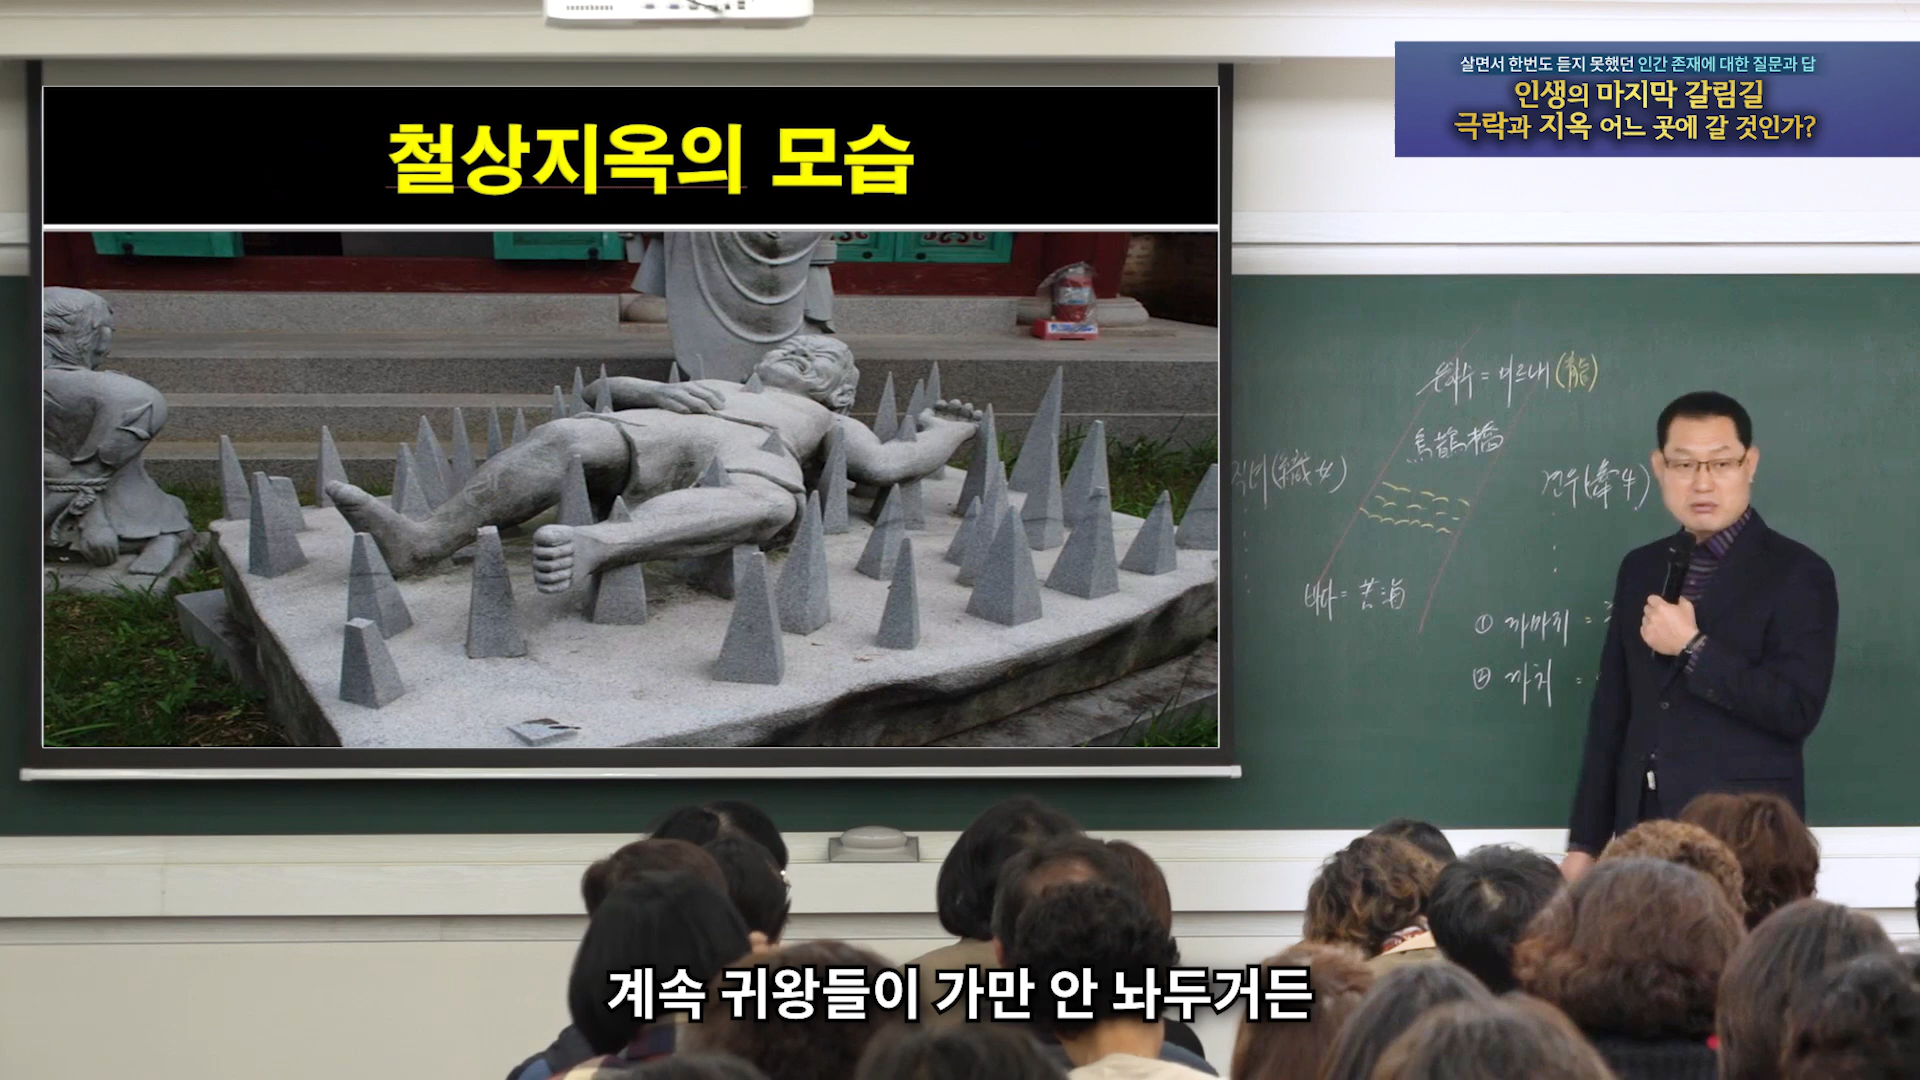 살면서 한번도 듣지 못했던 인간 존재에 대한 질문과 답
인생의 마지막 갈림길
극락과 지옥 어느 곳에 갈 것인가?
철상지옥의 모습
은하수 = 미르내 (龍)
烏鵲橋
직녀 (織女)
견우 (牽牛)
바다 = 苦海
① 까마귀 =
② 까치 =
계속 귀왕들이 가만 안 놔두거든